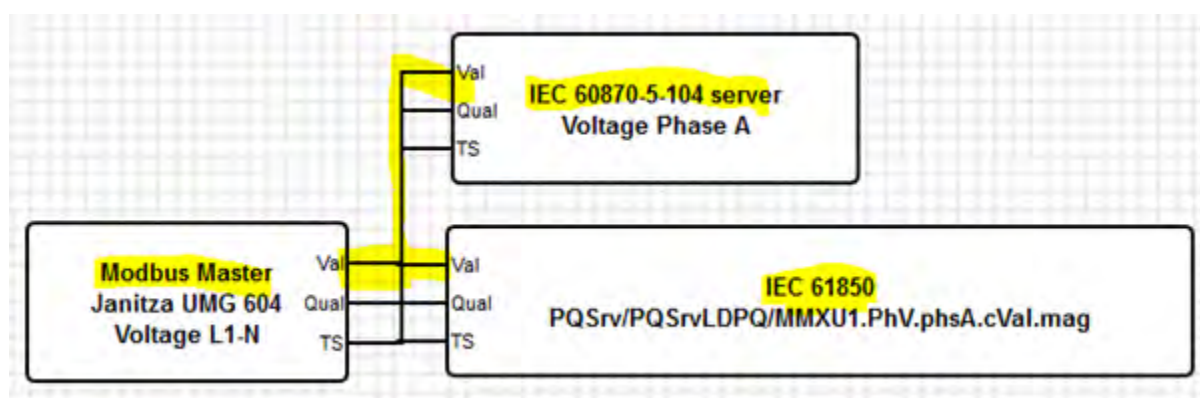 Val
Qual
TS
IEC 60870-5-104 server
Voltage Phase A
Modbus Master
Janitza UMG 604
Voltage L1-N
Val
Qual
TS
Val
Qual
TS
IEC 61850
PQSrv/PQSrvLDPQ/MMXU1.PhV.phsA.cVal.mag